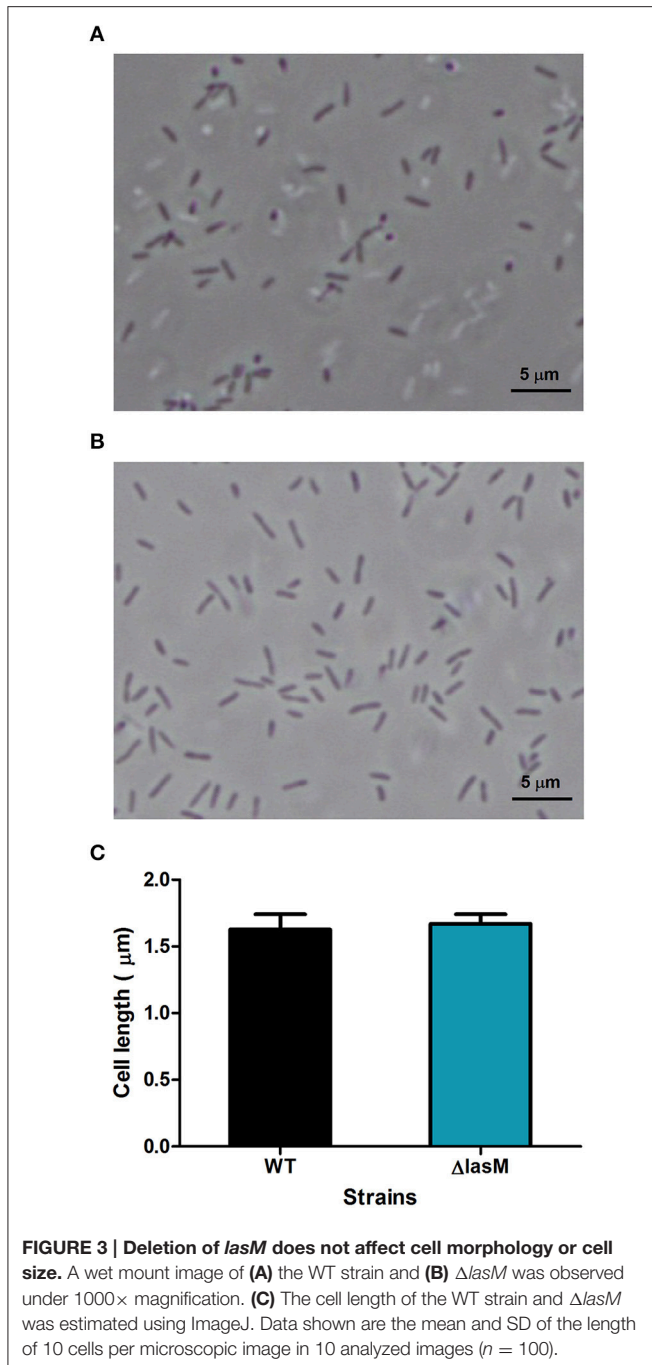 A
5 μm
B
5 μm
C
2.0
1.5
1.0
0.5
0.0
Cell length ( μm)
WT
ΔlasM
Strains
FIGURE 3 | Deletion of lasM does not affect cell morphology or cell
size. A wet mount image of (A) the WT strain and (B) ΔlasM was observed
under 1000× magnification. (C) The cell length of the WT strain and ΔlasM
was estimated using ImageJ. Data shown are the mean and SD of the length
of 10 cells per microscopic image in 10 analyzed images (n = 100).